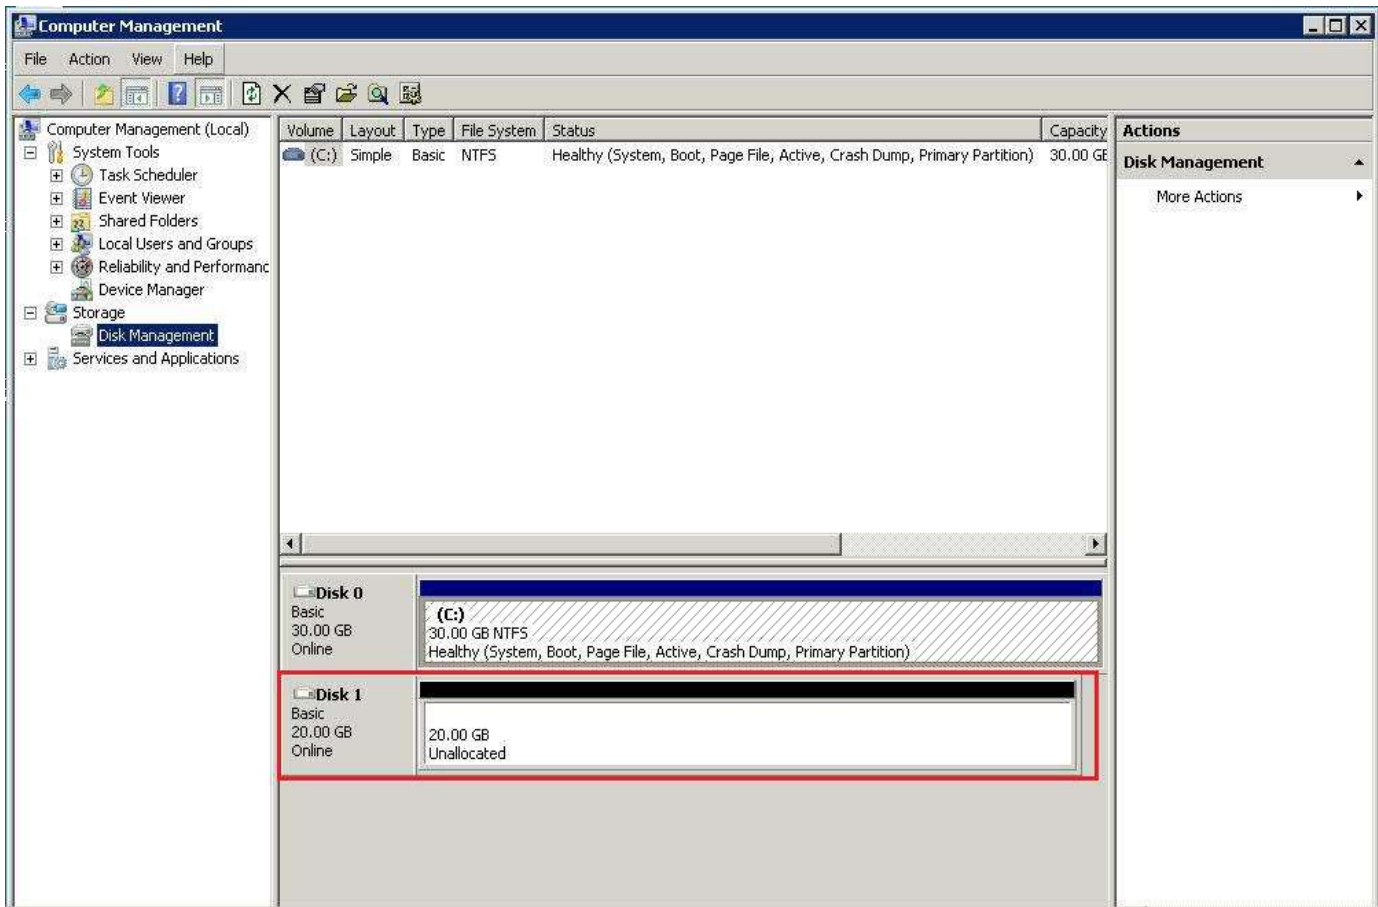 Computer Management
File Action View Help
Computer Management (Local)
System Tools
Task Scheduler
Event Viewer
Shared Folders
Local Users and Groups
Reliability and Performanc
Device Manager
Storage
Disk Management
Services and Applications
Volume Layout Type File System Status Capacity
(C:) Simple Basic NTFS Healthy (System, Boot, Page File, Active, Crash Dump, Primary Partition) 30.00 GE
Disk 0
Basic
30.00 GB
Online
(C:)
30.00 GB NTFS
Healthy (System, Boot, Page File, Active, Crash Dump, Primary Partition)
Disk 1
Basic
20.00 GB
Online
20.00 GB
Unallocated
Actions
Disk Management
More Actions